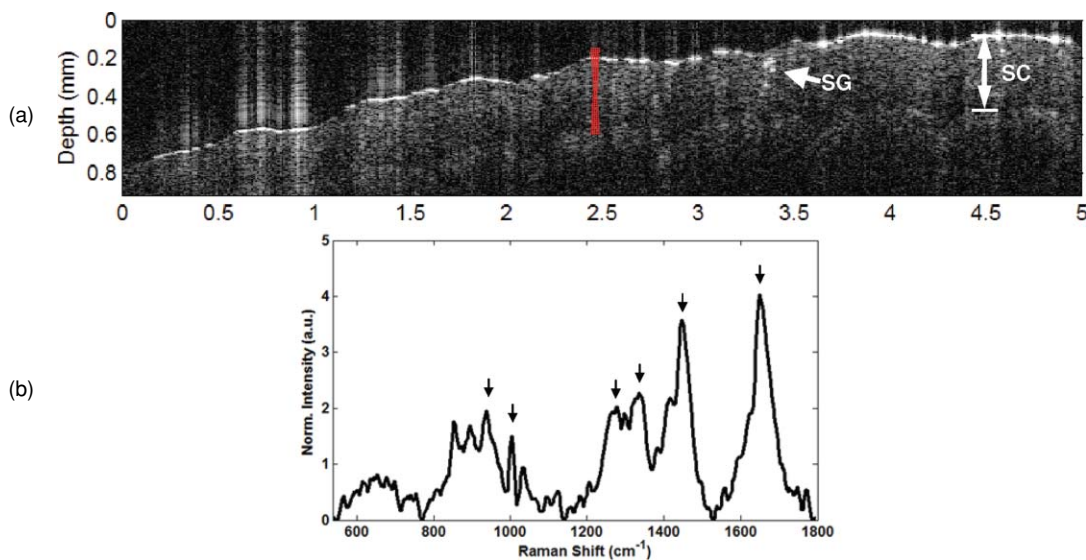 (a)
Depth (mm)
0
0.2
0.4
0.6
0.8
SG
SC
0 0.5 1 1.5 2 2.5 3 3.5 4 4.5 5
(b)
Norm. Intensity (a.u.)
5
4
3
2
1
0
600 800 1000 1200 1400 1600 1800
Raman Shift (cm⁻¹)